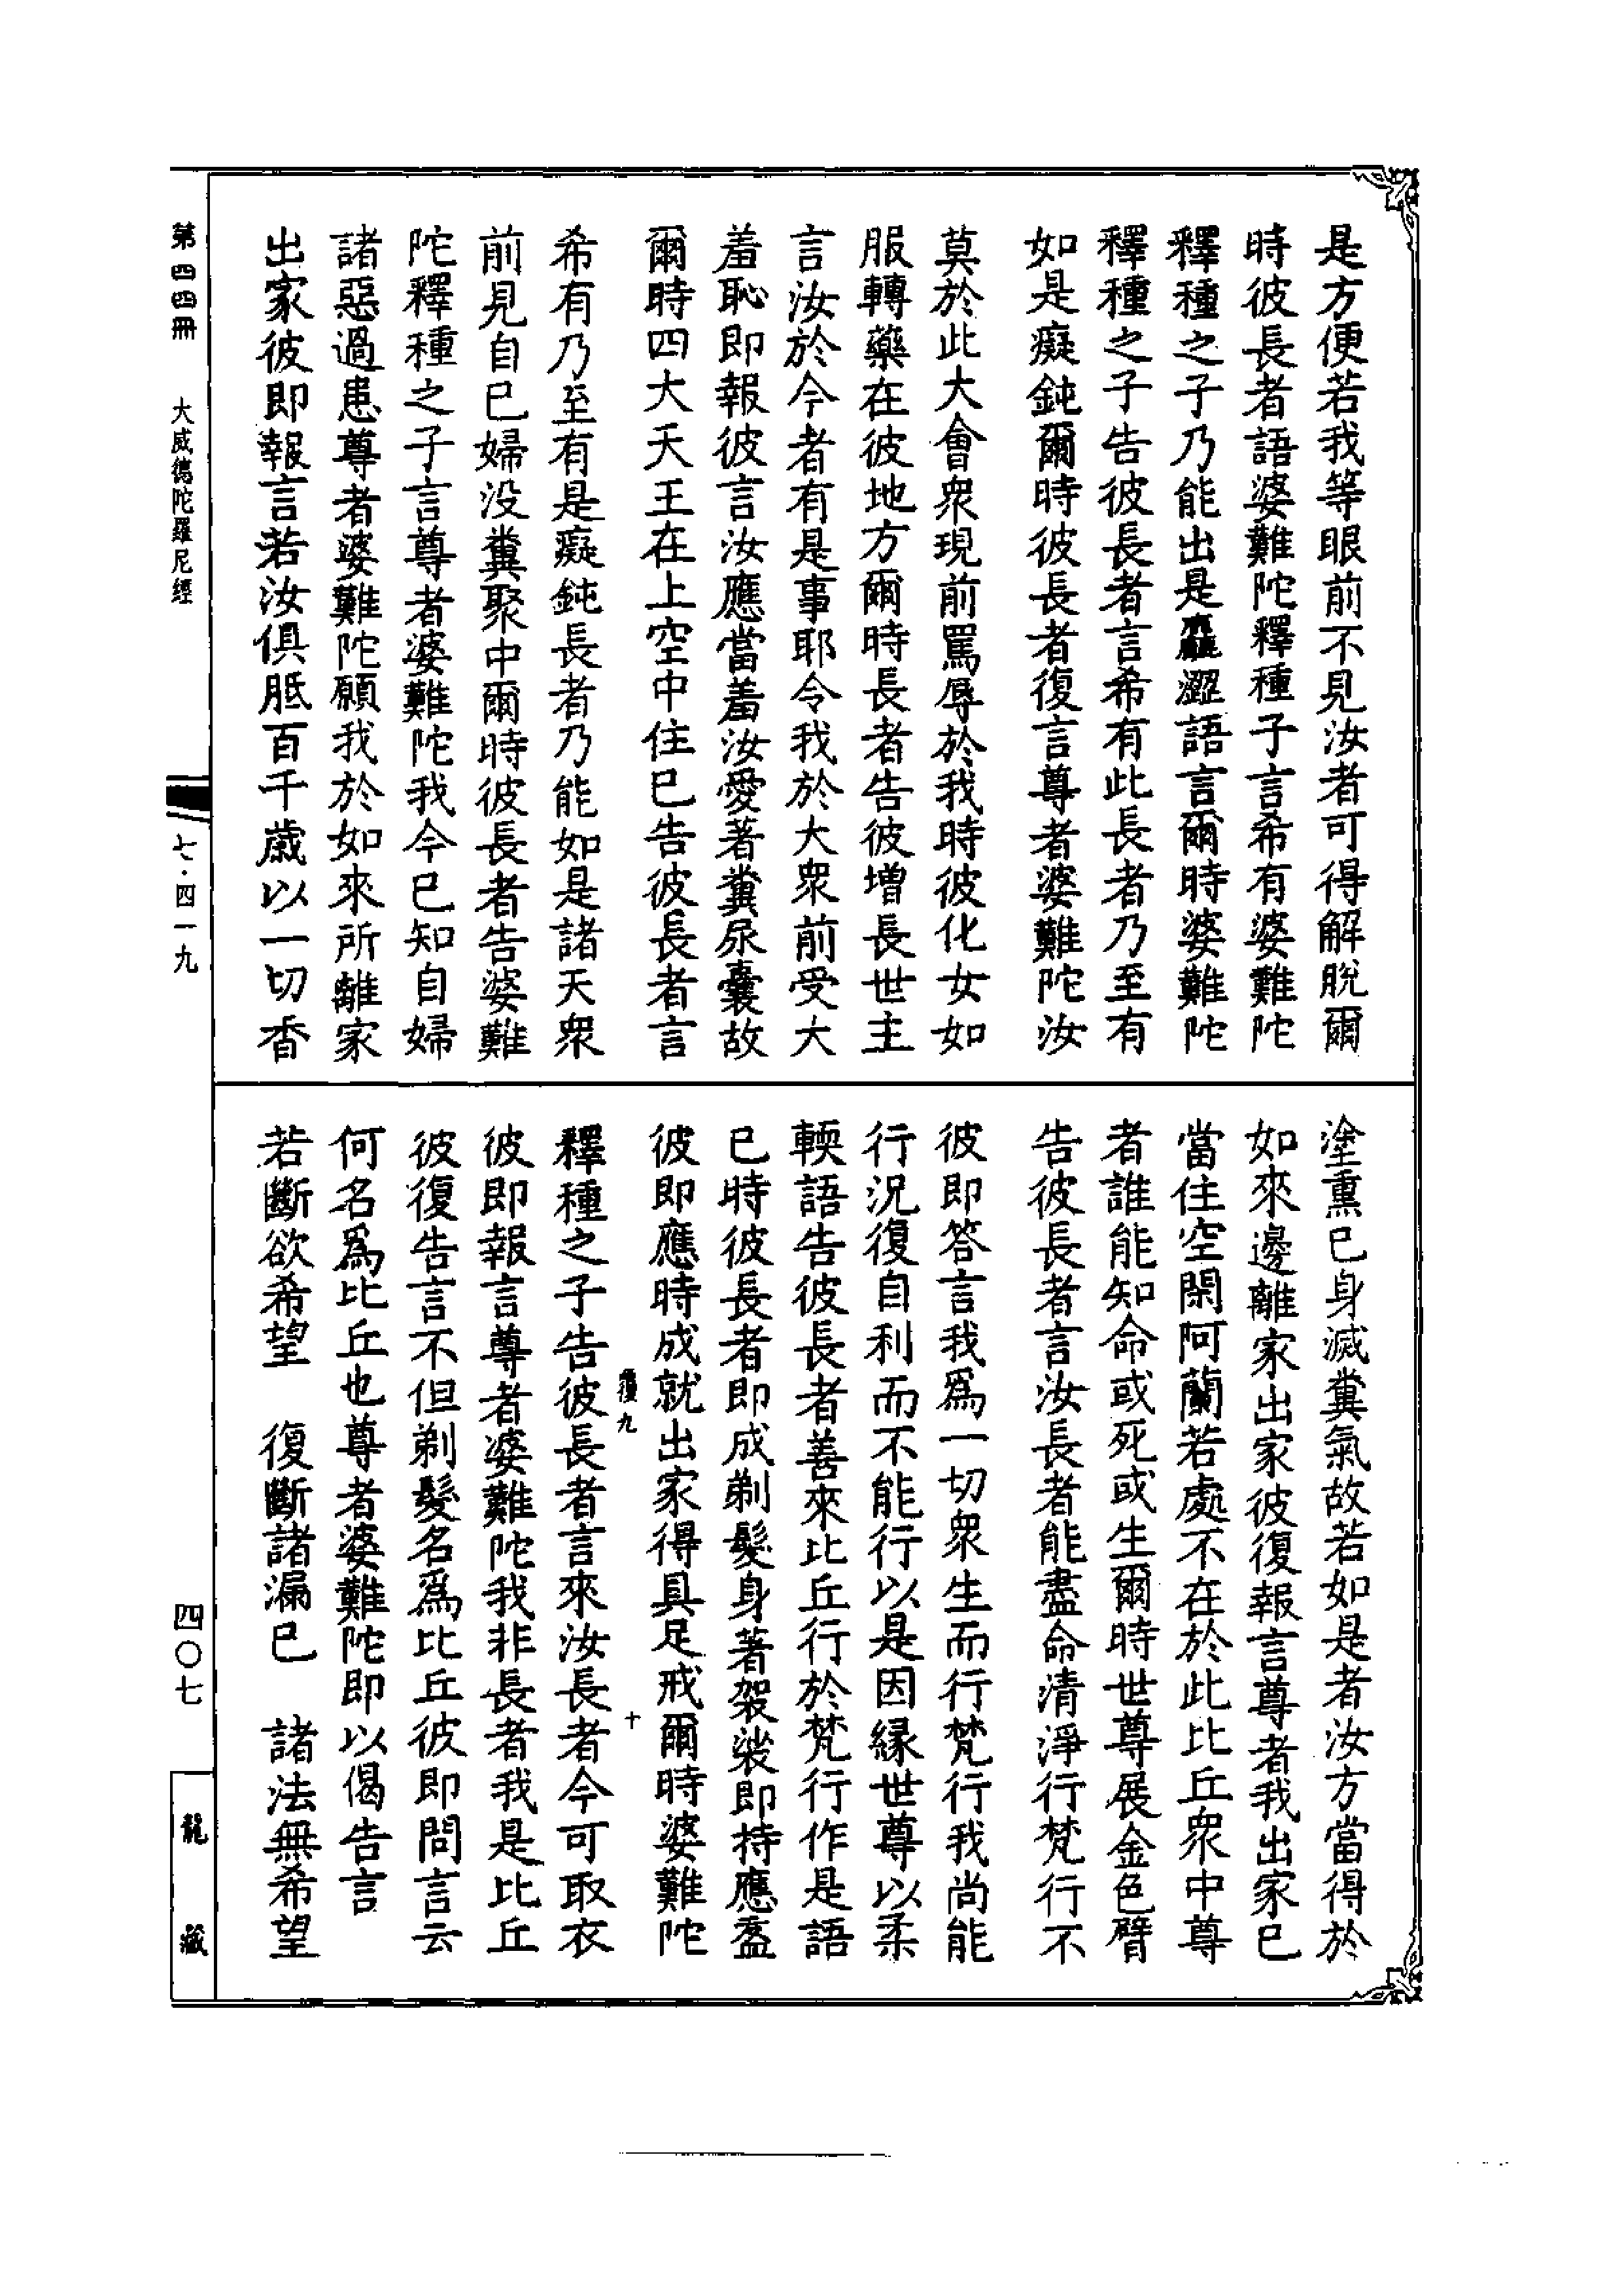 是方便若我等眼前不見汝者可得解脫爾
時彼長者語婆難陀釋種子言希有婆難陀
釋種之子乃能出是麤澀語言爾時婆難陀
釋種之子告彼長者言希有此長者乃至有
如是癡鈍爾時彼長者復言尊者婆難陀汝
莫於此大會衆現前罵辱於我時彼化女如
服轉藥在彼地方爾時長者告彼增長世主
言汝於今者有是事耶令我於大衆前受大
羞恥即報彼言汝應當羞汝愛著糞尿囊故
爾時四大天王在上空中住已告彼長者言
希有乃至有是癡鈍長者乃能如是諸天衆
前見自已婦没糞聚中爾時彼長者告婆難
陀釋種之子言尊者婆難陀我今已知自婦
諸惡過患尊者婆難陀願我於如來所離家
出家彼即報言若汝俱胝百千歲以一切香
塗熏已身滅糞氣故若如是者汝方當得於
如來邊離家出家彼復報言尊者我出家已
當住空閑阿蘭若處不在於此比丘衆中尊
者誰能知命或死或生爾時世尊展金色臂
告彼長者言汝長者能盡命清淨行梵行不
彼即答言我爲一切衆生而行梵行我尚能
行況復自利而不能行以是因緣世尊以柔
輭語告彼長者善來比丘行於梵行作是語
已時彼長者即成剃髮身著袈裟即持應盋
彼即應時成就出家得具足戒爾時婆難陀
九
十
釋種之子告彼長者言來汝長者今可取衣
彼即報言尊者婆難陀我非長者我是比丘
彼復告言不但剃髮名爲比丘彼即問言云
何名爲比丘也尊者婆難陀即以偈告言
若斷欲希望　復斷諸漏已　諸法無希望
第四四冊　大威德陀羅尼經
七·四一九
四〇七
龍藏